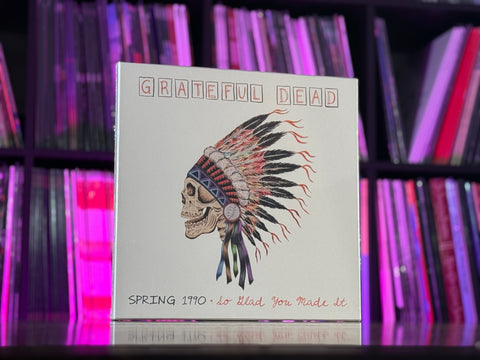 GRATEFUL DEAD
SPRING 1990 • So Glad You Made It